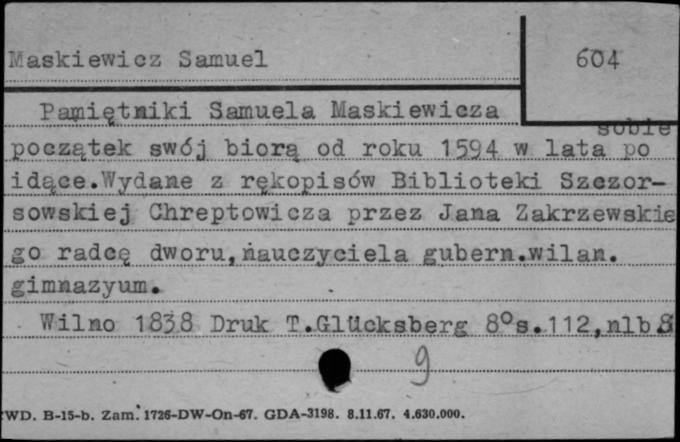 Maskiewicz Samuel
604
Pamiętniki Samuela Maskiewicza
sobie
początek swój biorą od roku 1594 w lata po
idące.Wydane z rękopisów Biblioteki Szczor-
sowskiej Chreptowicza przez Jana Zakrzewskie
go radcę dworu,nauczyciela gubern.wilan.
gimnazyum.
Wilno 1838 Druk T.Glücksberg 8°s.112,nlb.8
9
WD. B-15-b. Zam. 1726-DW-On-67. GDA-3198. 8.11.67. 4.630.000.